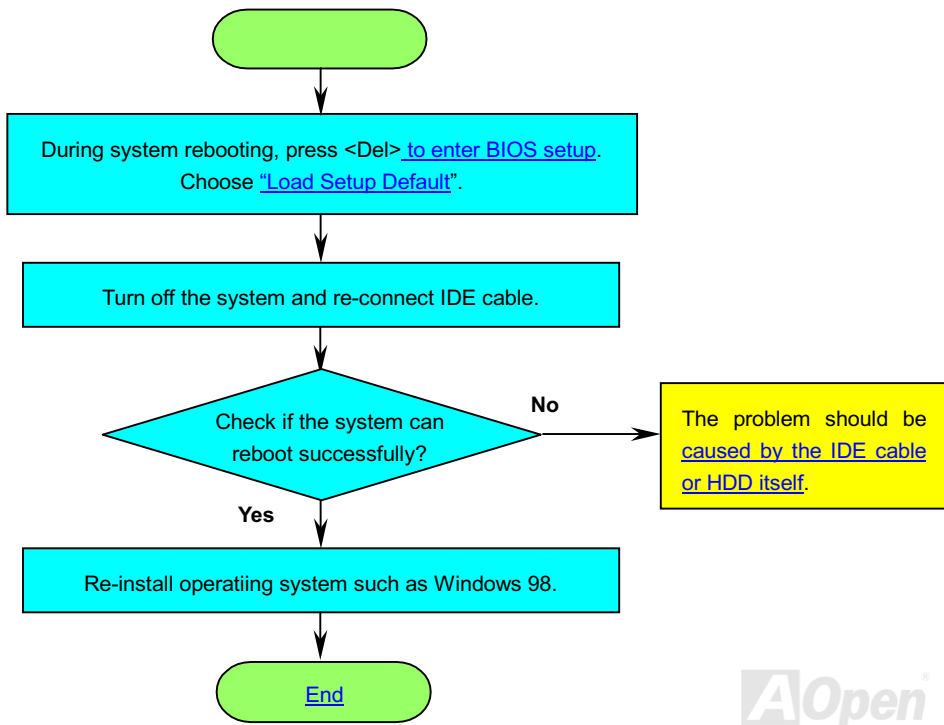 During system rebooting, press <Del> to enter BIOS setup.
Choose “Load Setup Default”.
Turn off the system and re-connect IDE cable.
Check if the system can
reboot successfully?
No
The problem should be
caused by the IDE cable
or HDD itself.
Yes
Re-install operatiing system such as Windows 98.
End
AOpen®